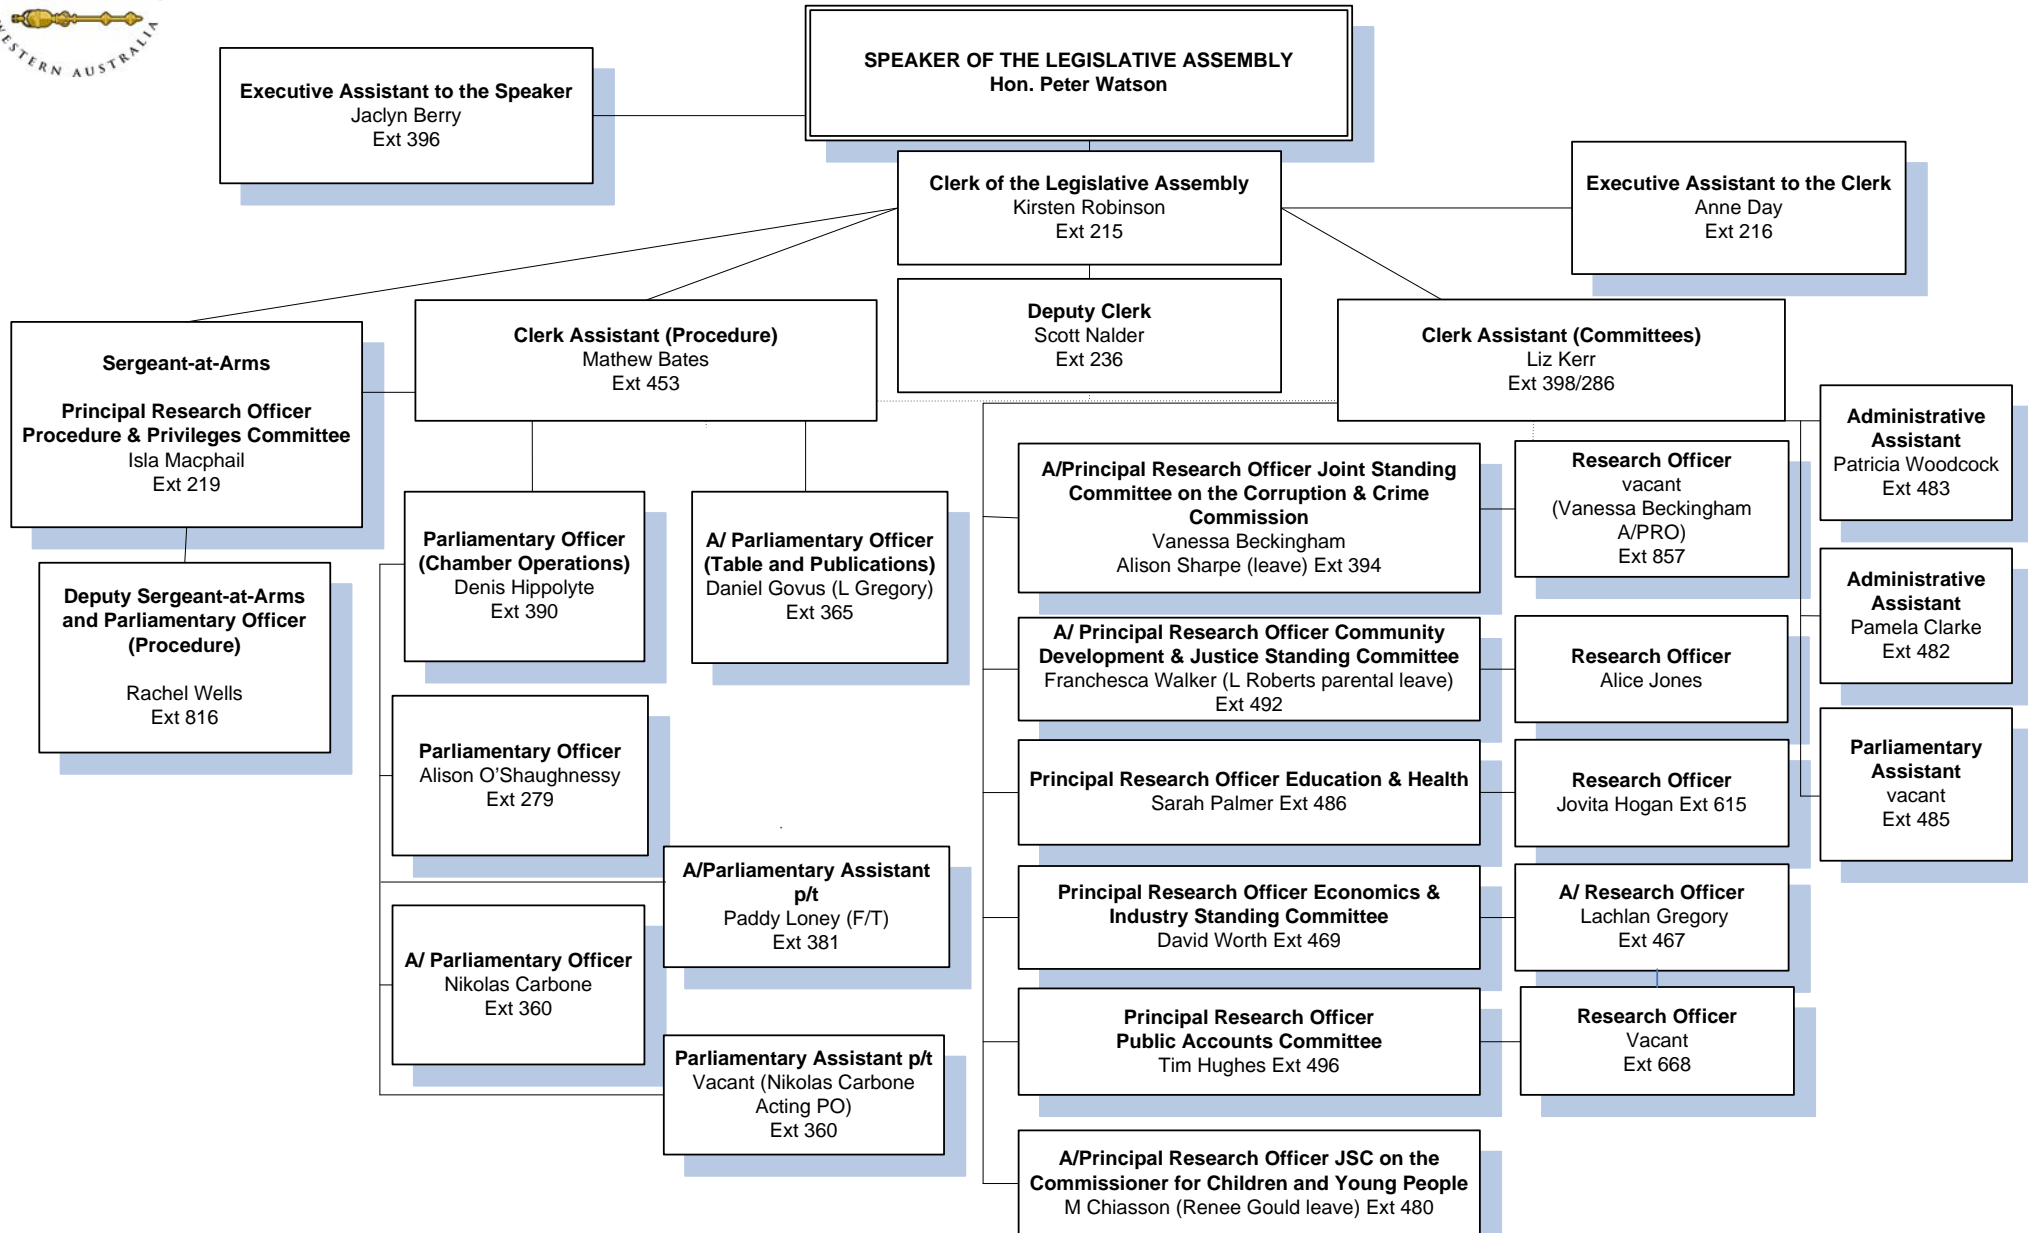 WESTERN AUSTRALIA
SPEAKER OF THE LEGISLATIVE ASSEMBLY
Hon. Peter Watson
Executive Assistant to the Speaker
Jaclyn Berry
Ext 396
Clerk of the Legislative Assembly
Kirsten Robinson
Ext 215
Executive Assistant to the Clerk
Anne Day
Ext 216
Sergeant-at-Arms
Principal Research Officer
Procedure & Privileges Committee
Isla Macphail
Ext 219
Clerk Assistant (Procedure)
Mathew Bates
Ext 453
Deputy Clerk
Scott Nalder
Ext 236
Clerk Assistant (Committees)
Liz Kerr
Ext 398/286
Deputy Sergeant-at-Arms
and Parliamentary Officer
(Procedure)
Rachel Wells
Ext 816
Parliamentary Officer
(Chamber Operations)
Denis Hippolyte
Ext 390
A/ Parliamentary Officer
(Table and Publications)
Daniel Govus (L Gregory)
Ext 365
Parliamentary Officer
Alison O'Shaughnessy
Ext 279
A/Parliamentary Assistant
p/t
Paddy Loney (F/T)
Ext 381
A/ Parliamentary Officer
Nikolas Carbone
Ext 360
Parliamentary Assistant p/t
Vacant (Nikolas Carbone
Acting PO)
Ext 360
A/Principal Research Officer Joint Standing
Committee on the Corruption & Crime
Commission
Vanessa Beckingham
Alison Sharpe (leave) Ext 394
Research Officer
vacant
(Vanessa Beckingham
A/PRO)
Ext 857
A/ Principal Research Officer Community
Development & Justice Standing Committee
Franchesca Walker (L Roberts parental leave)
Ext 492
Research Officer
Alice Jones
Principal Research Officer Education & Health
Sarah Palmer Ext 486
Research Officer
Jovita Hogan Ext 615
Principal Research Officer Economics &
Industry Standing Committee
David Worth Ext 469
A/ Research Officer
Lachlan Gregory
Ext 467
Principal Research Officer
Public Accounts Committee
Tim Hughes Ext 496
Research Officer
Vacant
Ext 668
A/Principal Research Officer JSC on the
Commissioner for Children and Young People
M Chiasson (Renee Gould leave) Ext 480
Administrative
Assistant
Patricia Woodcock
Ext 483
Administrative
Assistant
Pamela Clarke
Ext 482
Parliamentary
Assistant
vacant
Ext 485